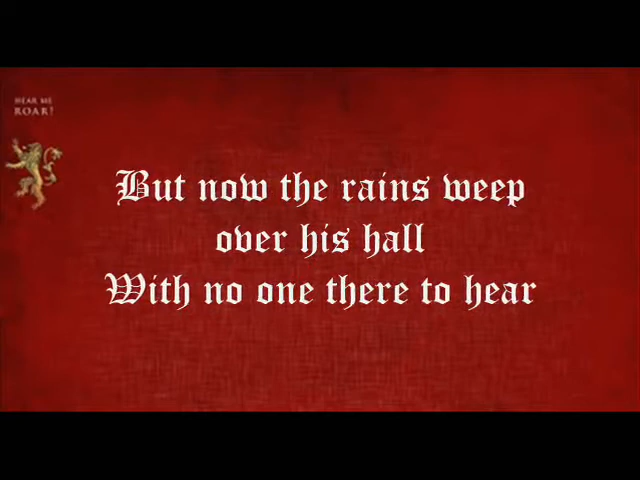 HEAR ME
ROAR!
But now the rains weep
over his hall
With no one there to hear